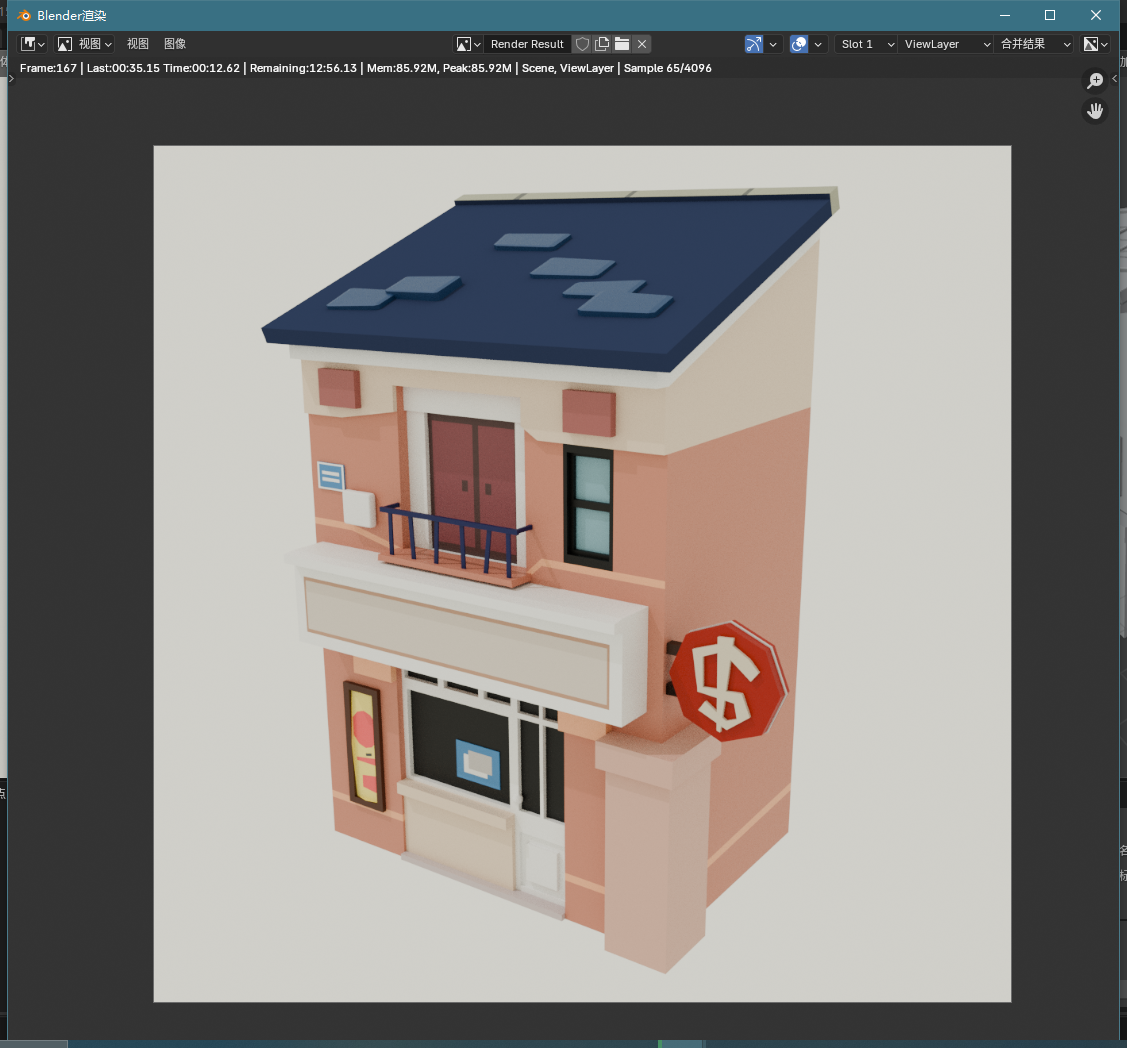 Blender渲染
视图 视图 图像 Render Result Slot 1 ViewLayer 合并结果
Frame:167 | Last:00:35.15 Time:00:12.62 | Remaining:12:56.13 | Mem:85.92M, Peak:85.92M | Scene, ViewLayer | Sample 65/4096
$